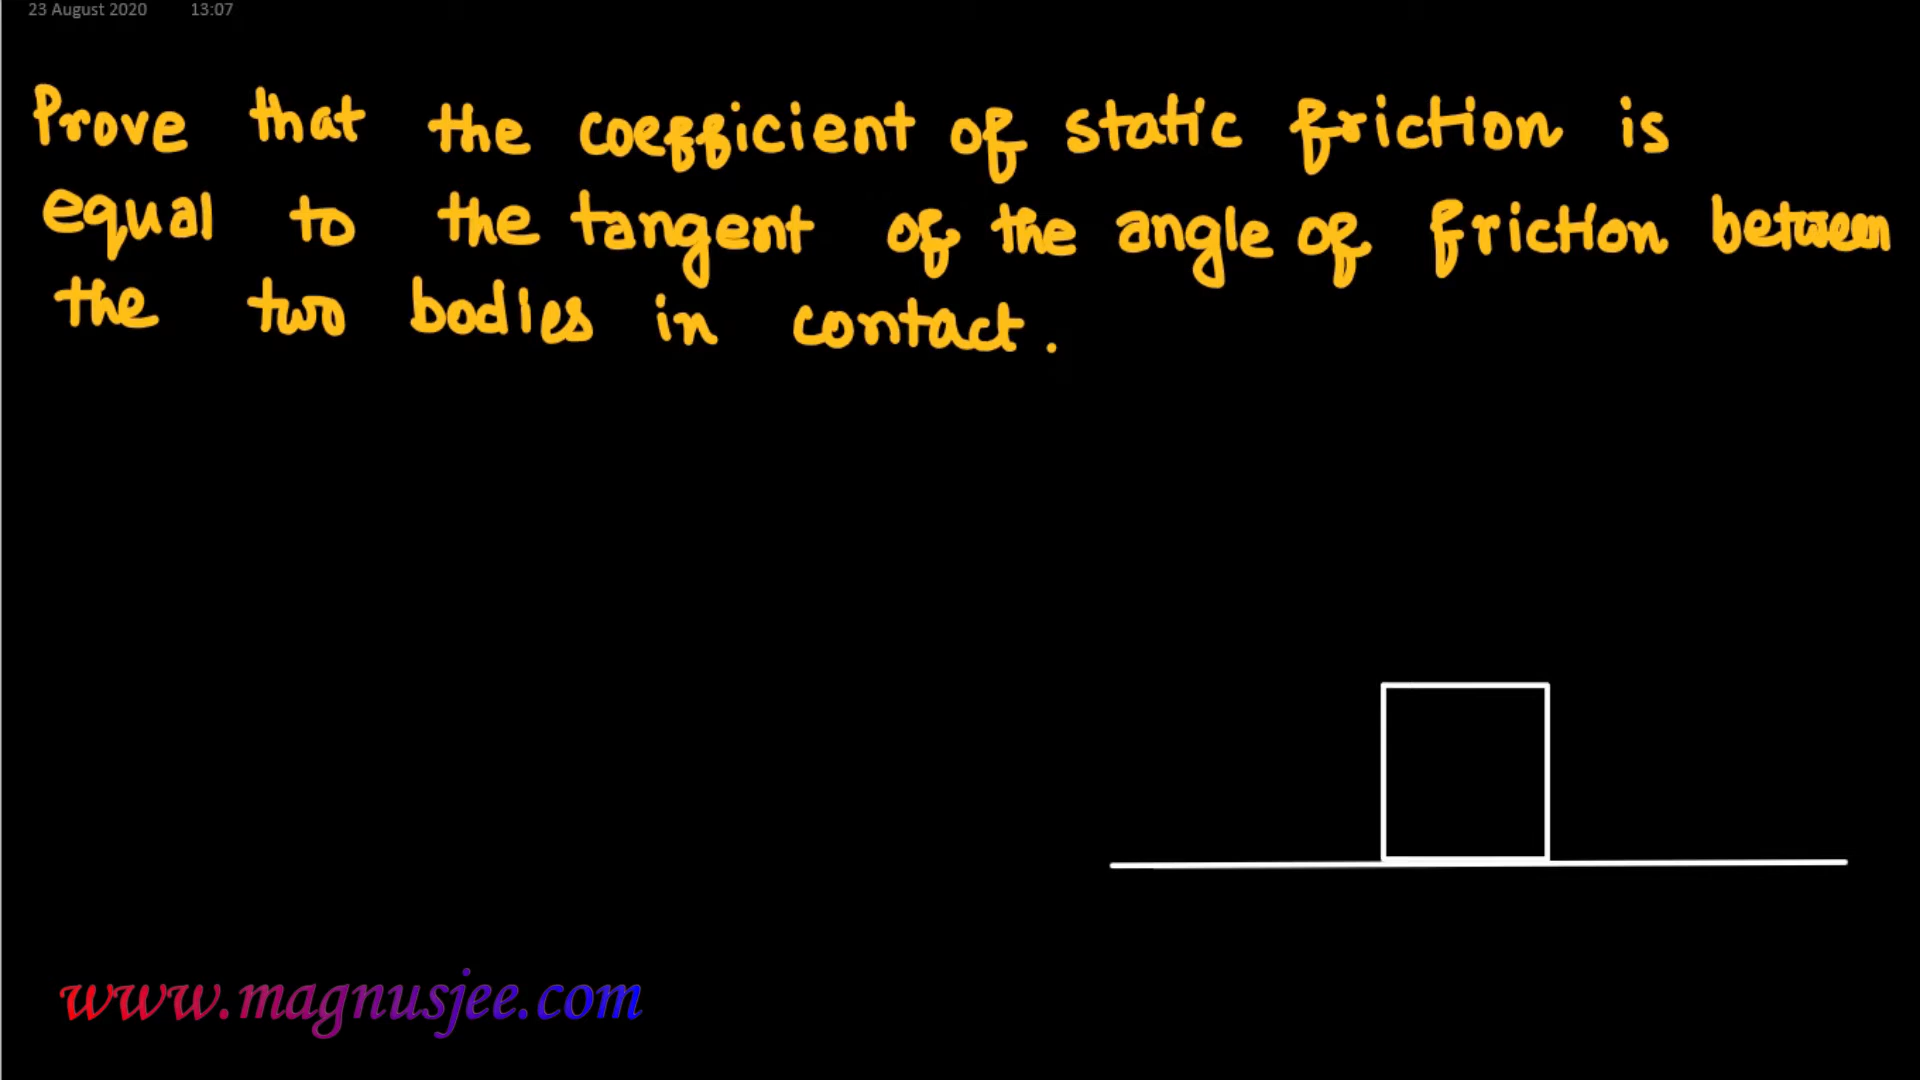 23 August 2020 13:07
Prove that the coefficient of static friction is
equal to the tangent of the angle of friction between
the two bodies in contact.
www.magnusjee.com